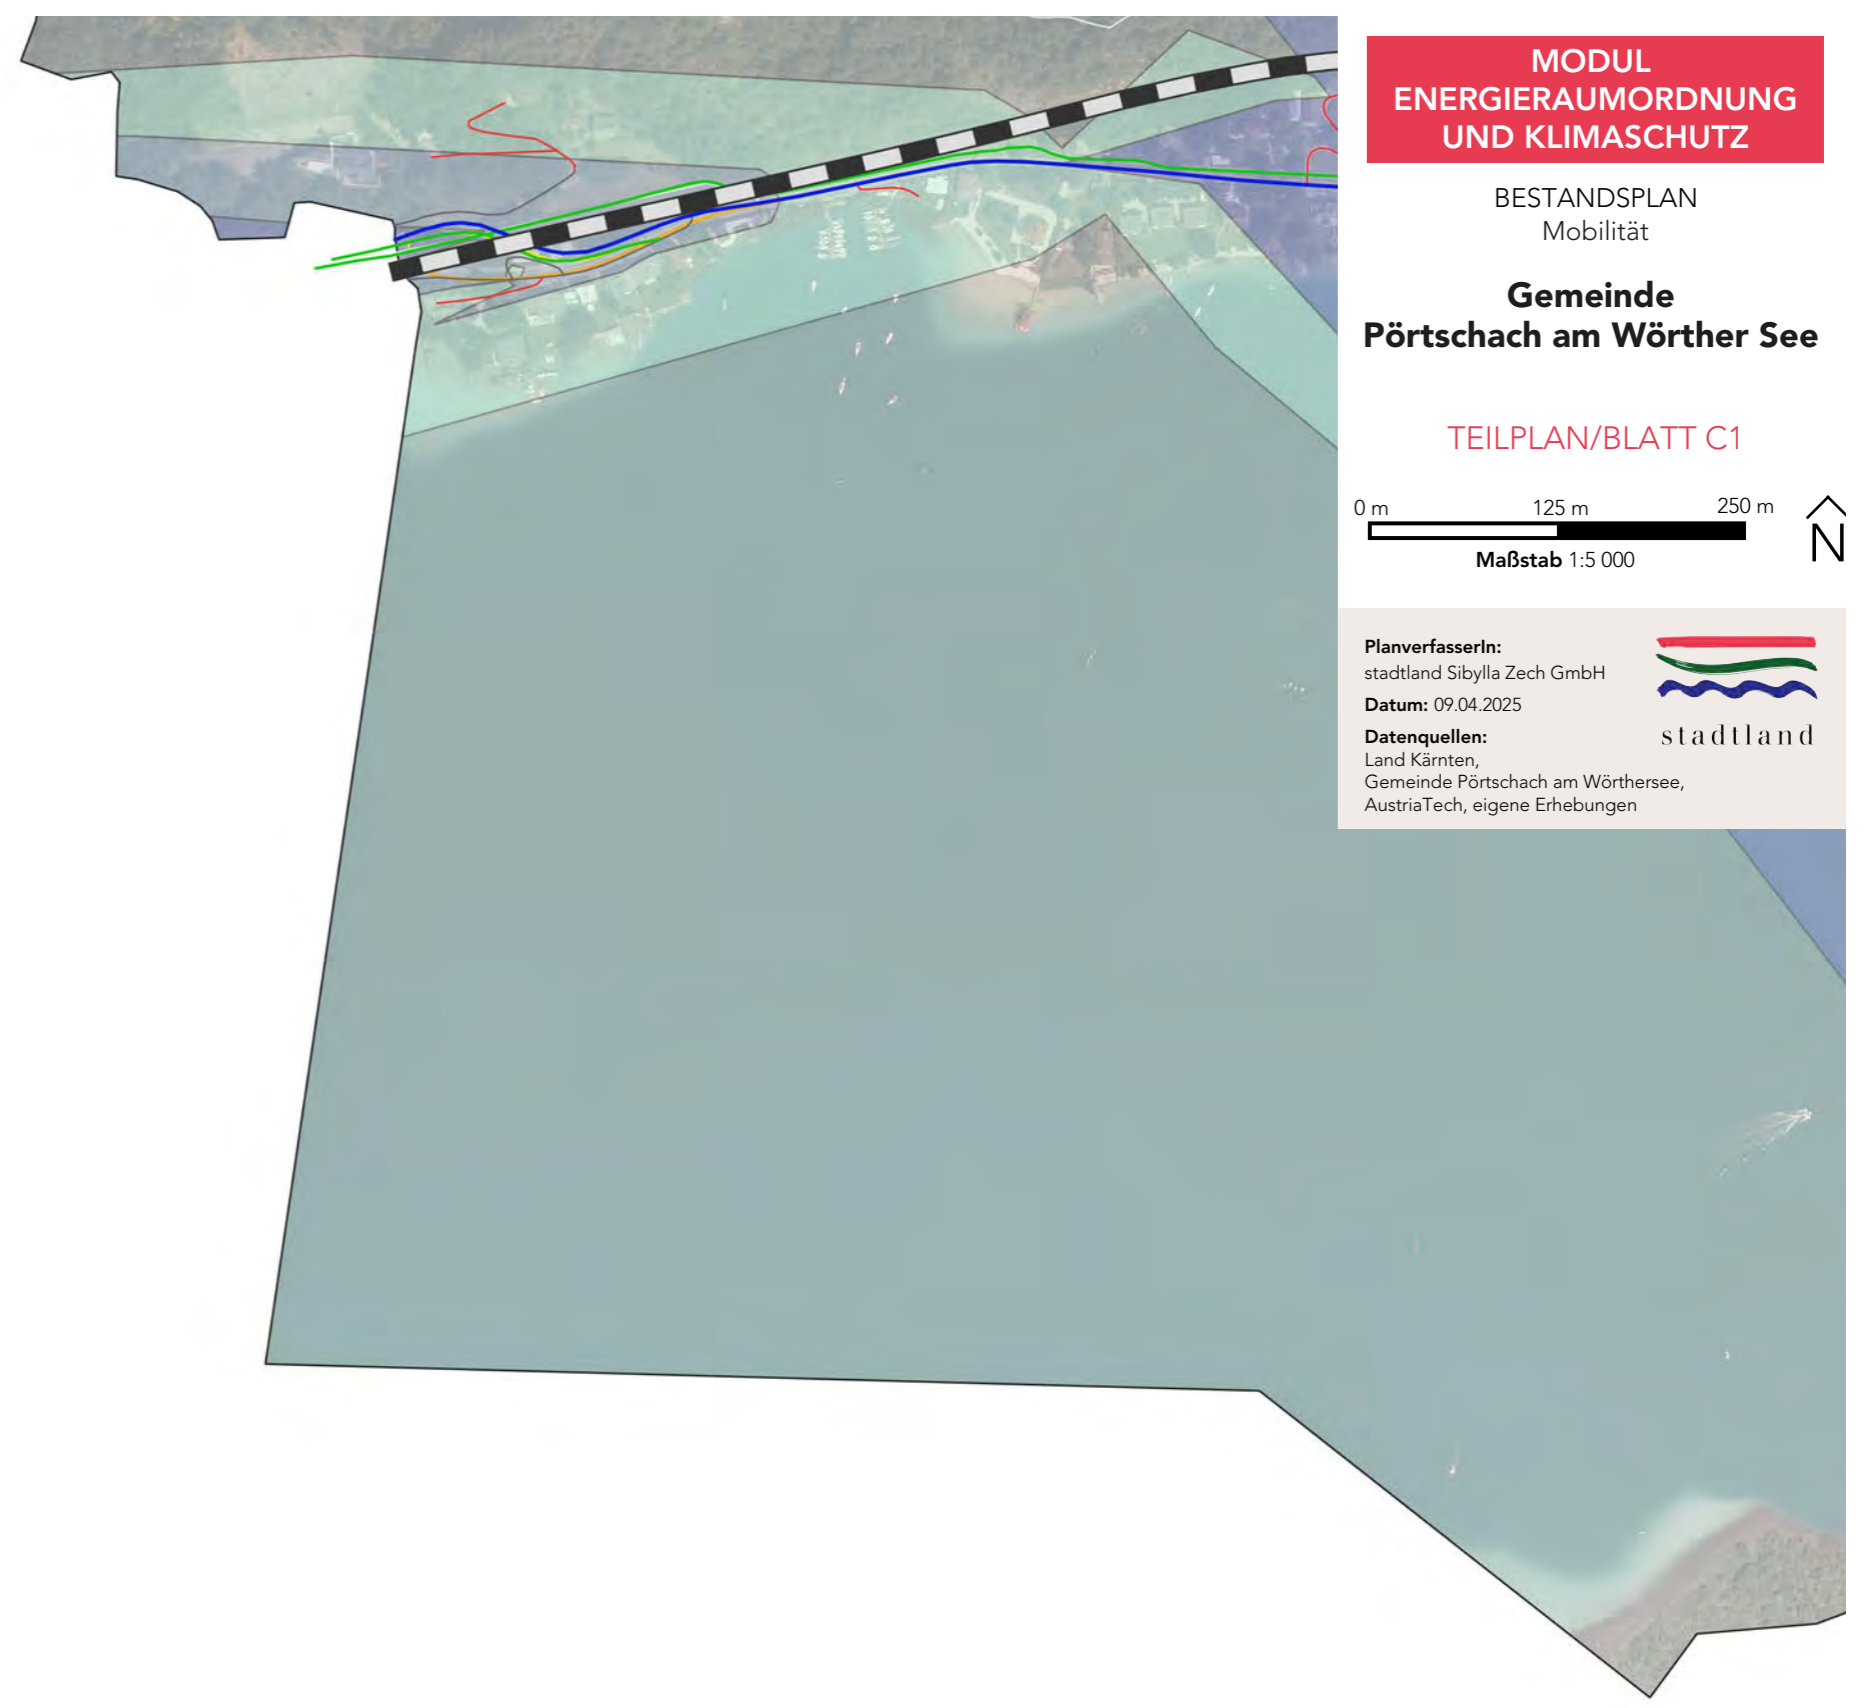 MODUL
ENERGIERAUMORDNUNG
UND KLIMASCHUTZ
BESTANDSPLAN
Mobilität
Gemeinde
Pörtschach am Wörther See
TEILPLAN/BLATT C1
0 m 125 m 250 m
N
Maßstab 1:5 000
PlanverfasserIn:
stadtland Sibylla Zech GmbH
Datum: 09.04.2025
Datenquellen:
Land Kärnten,
Gemeinde Pörtschach am Wörthersee,
AustriaTech, eigene Erhebungen
stadtland